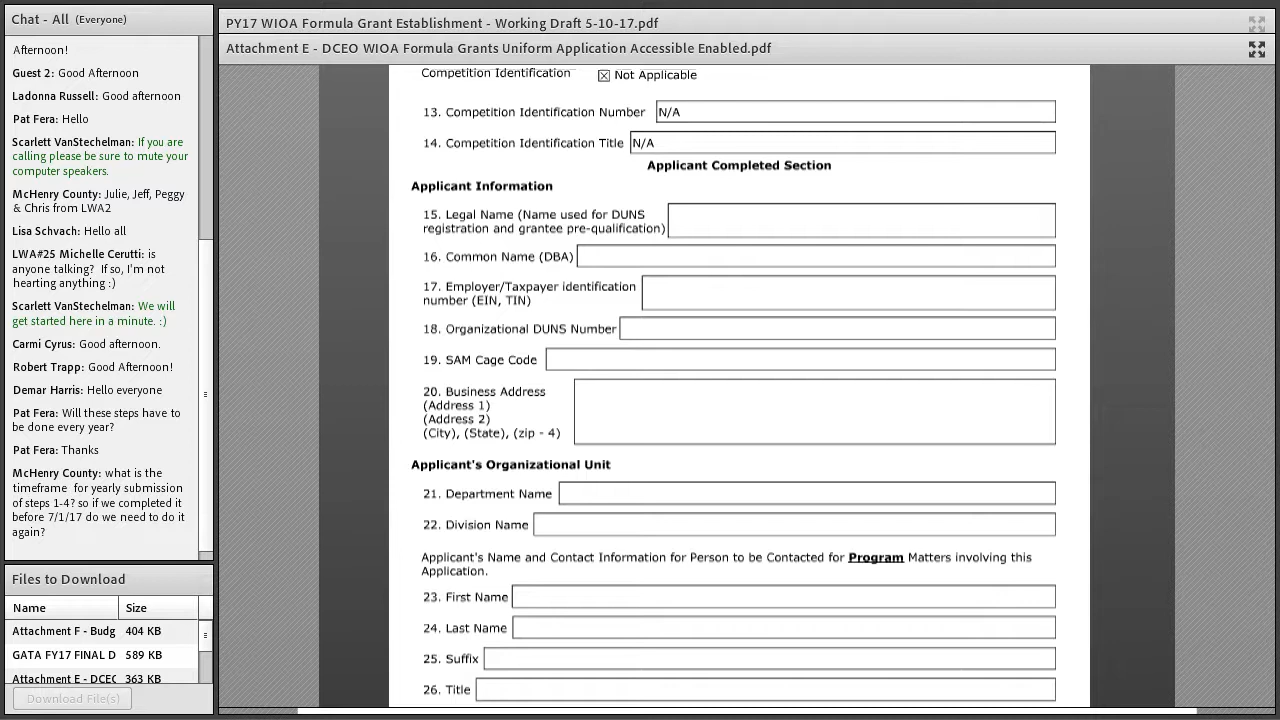 Chat - All (Everyone)
Afternoon!
Guest 2: Good Afternoon
Ladonna Russell: Good afternoon
Pat Fera: Hello
Scarlett VanStechelman: If you are
calling please be sure to mute your
computer speakers.
McHenry County: Julie, Jeff, Peggy
& Chris from LWA2
Lisa Schvach: Hello all
LWA#25 Michelle Cerutti: is
anyone talking? If so, I'm not
hearting anything :)
Scarlett VanStechelman: We will
get started here in a minute. :)
Carmi Cyrus: Good afternoon.
Robert Trapp: Good Afternoon!
Demar Harris: Hello everyone
Pat Fera: Will these steps have to
be done every year?
Pat Fera: Thanks
McHenry County: what is the
timeframe for yearly submission
of steps 1-4? so if we completed it
before 7/1/17 do we need to do it
again?
Files to Download
Name Size
Attachment F - Budg 404 KB
GATA FY17 FINAL D 589 KB
Attachment E - DCEC 363 KB
Download File(s)
PY17 WIOA Formula Grant Establishment - Working Draft 5-10-17.pdf
Attachment E - DCEO WIOA Formula Grants Uniform Application Accessible Enabled.pdf
Competition Identification Not Applicable
13. Competition Identification Number N/A
14. Competition Identification Title N/A
Applicant Completed Section
Applicant Information
15. Legal Name (Name used for DUNS
registration and grantee pre-qualification)
16. Common Name (DBA)
17. Employer/Taxpayer identification
number (EIN, TIN)
18. Organizational DUNS Number
19. SAM Cage Code
20. Business Address
(Address 1)
(Address 2)
(City), (State), (zip - 4)
Applicant's Organizational Unit
21. Department Name
22. Division Name
Applicant's Name and Contact Information for Person to be Contacted for Program Matters involving this
Application.
23. First Name
24. Last Name
25. Suffix
26. Title